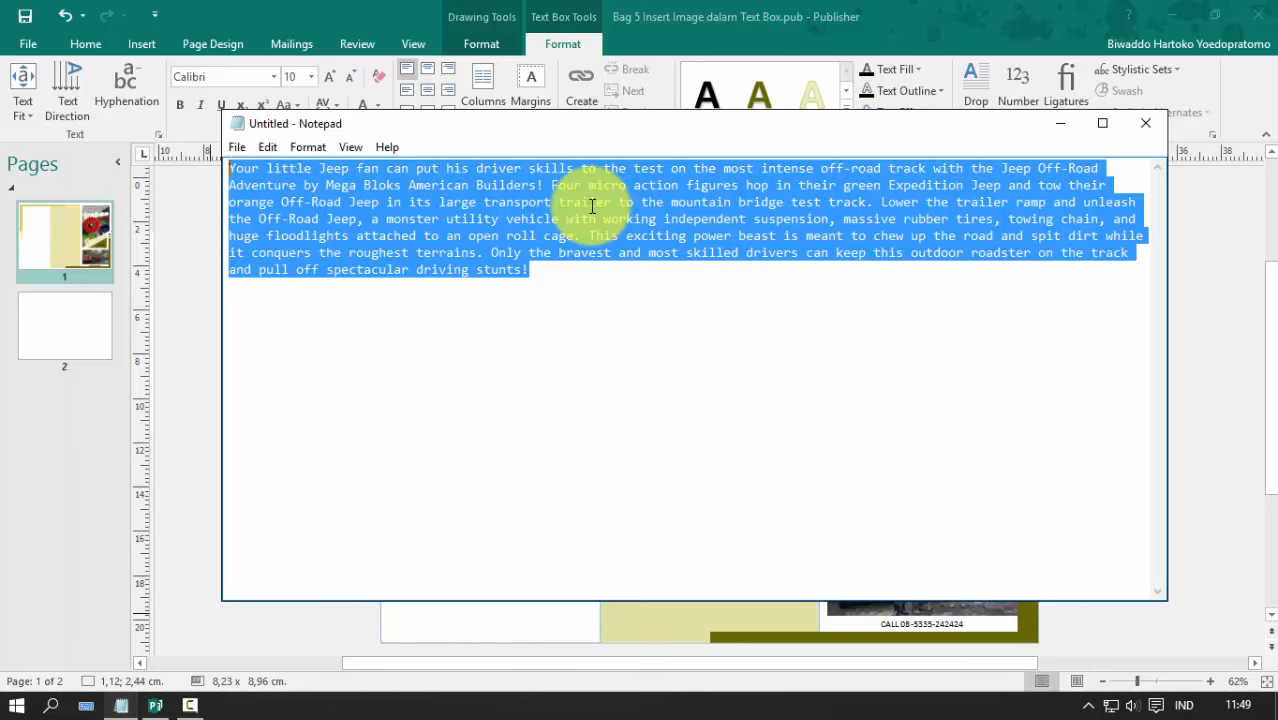 Drawing Tools Text Box Tools Bag 5 Insert Image dalam Text Box.pub - Publisher
File Home Insert Page Design Mailings Review View Format Format Biwaddo Hartoko Yoedopratomo
Calibri 10 Break Text Fill Stylistic Sets
Next Text Outline Swash
Text Fit Text Direction Hyphenation Columns Margins Create Drop Number Ligatures
Text
Untitled - Notepad
File Edit Format View Help
Pages
Your little Jeep fan can put his driver skills to the test on the most intense off-road track with the Jeep Off-Road
Adventure by Mega Bloks American Builders! Four micro action figures hop in their green Expedition Jeep and tow their
orange Off-Road Jeep in its large transport trailer to the mountain bridge test track. Lower the trailer ramp and unleash
the Off-Road Jeep, a monster utility vehicle with working independent suspension, massive rubber tires, towing chain, and
huge floodlights attached to an open roll cage. This exciting power beast is meant to chew up the road and spit dirt while
it conquers the roughest terrains. Only the bravest and most skilled drivers can keep this outdoor roadster on the track
and pull off spectacular driving stunts!
1
2
CALL 08-5335-242424
Page: 1 of 2 1,12; 2,44 cm. 8,23 x 8,96 cm. 62%
IND 11:49